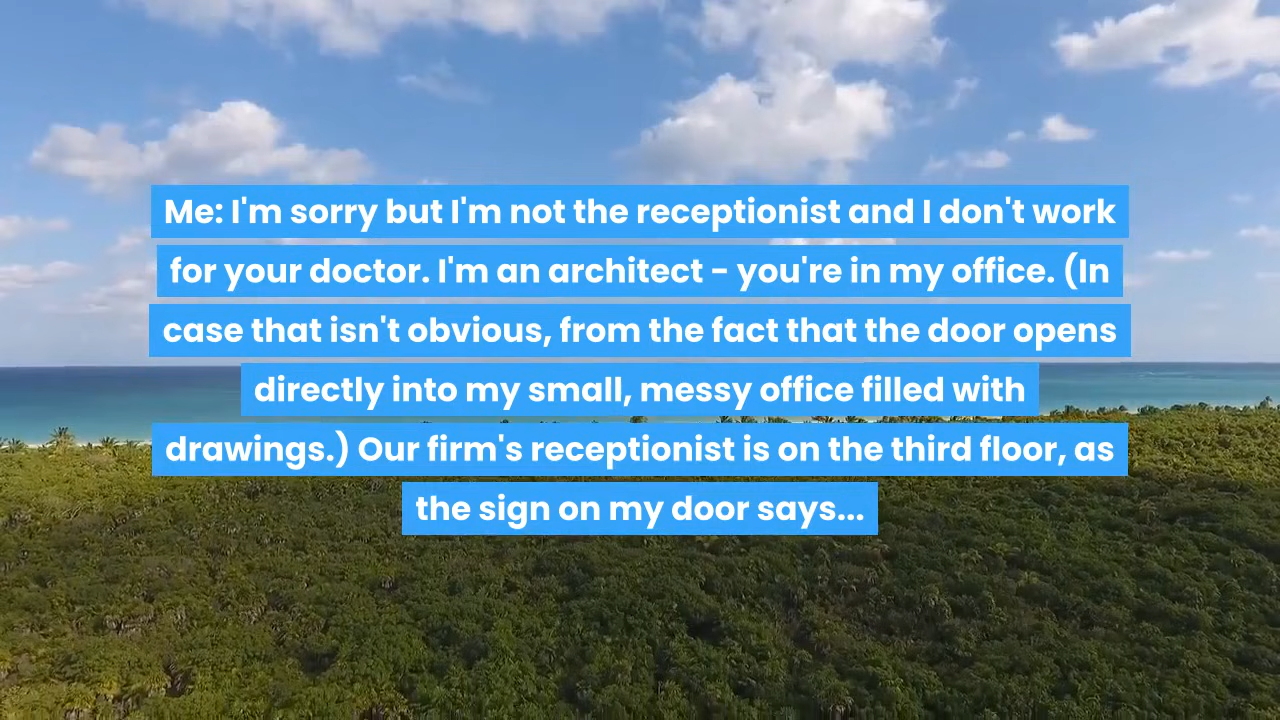 Me: I'm sorry but I'm not the receptionist and I don't work
for your doctor. I'm an architect - you're in my office. (In
case that isn't obvious, from the fact that the door opens
directly into my small, messy office filled with
drawings.) Our firm's receptionist is on the third floor, as
the sign on my door says...